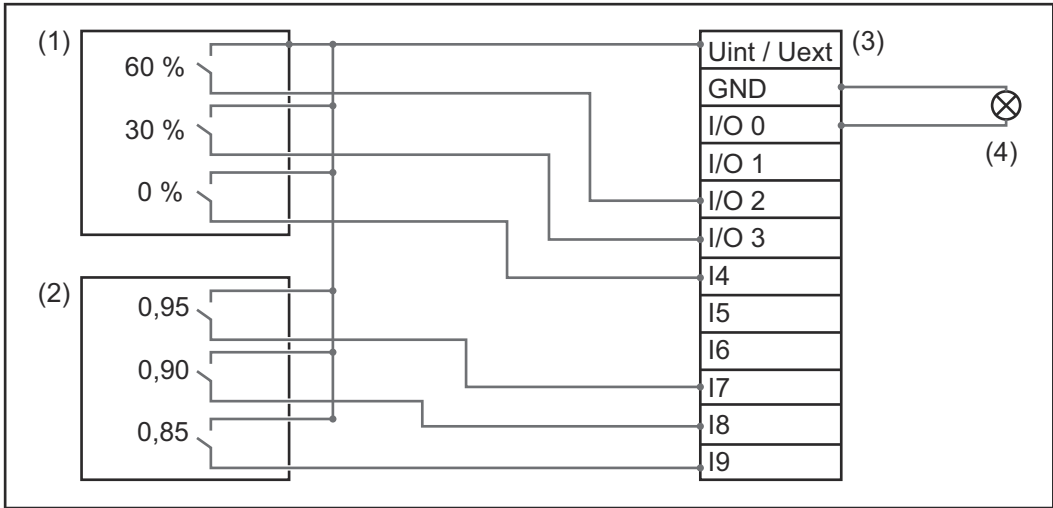 (1)
60 %
30 %
0 %
(2)
0,95
0,90
0,85
Uint / Uext
GND
I/O 0
I/O 1
I/O 2
I/O 3
I4
I5
I6
I7
I8
I9
(3)
(4)